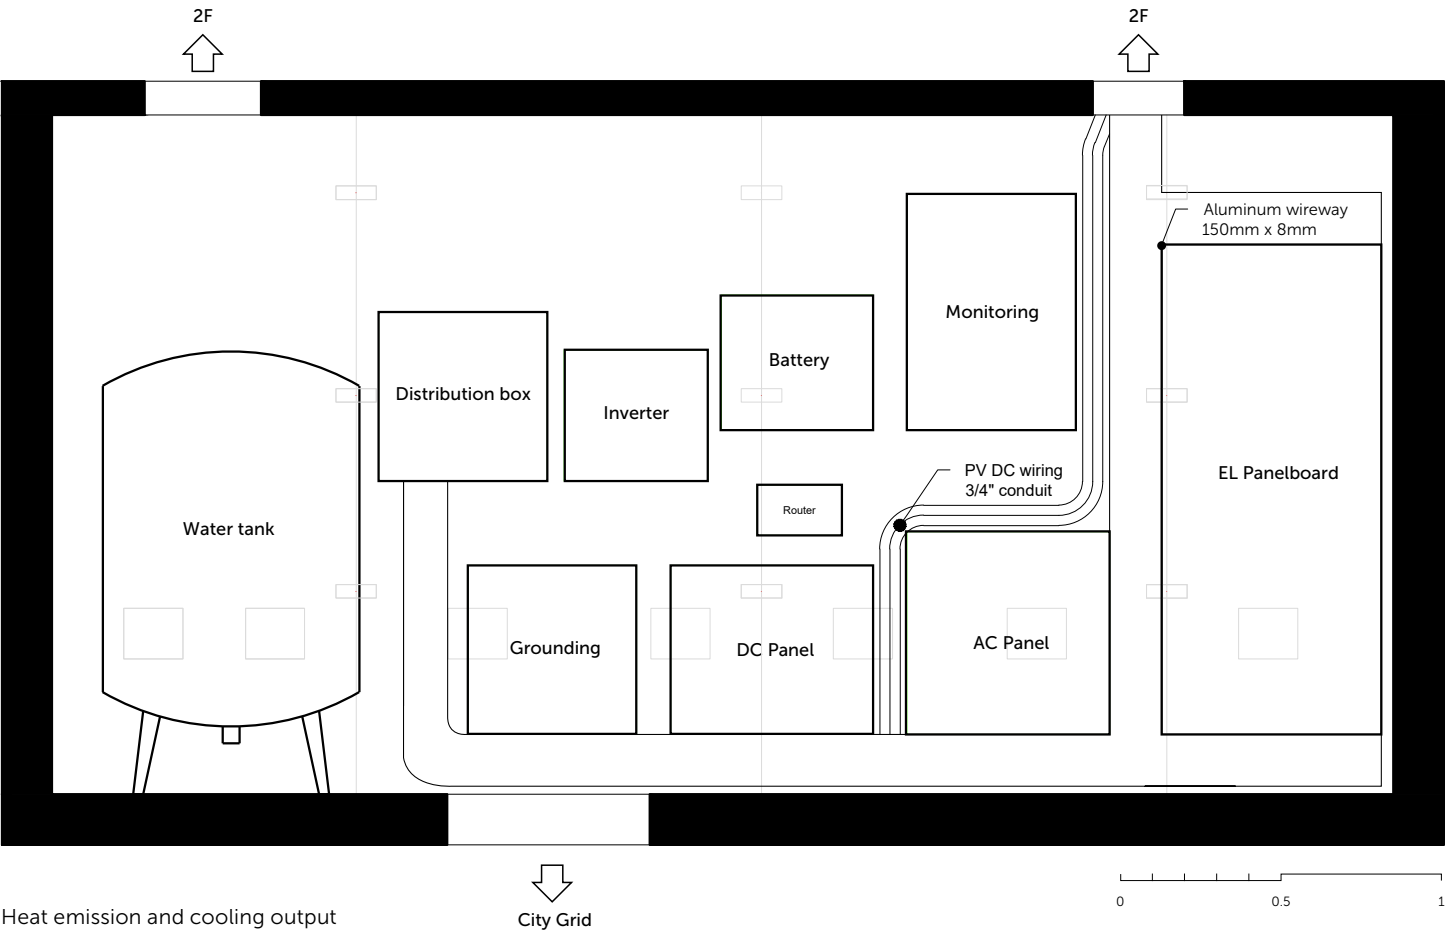 2F
2F
Aluminum wireway
150mm x 8mm
Monitoring
Battery
Distribution box
Inverter
PV DC wiring
3/4" conduit
EL Panelboard
Router
Water tank
Grounding
DC Panel
AC Panel
0
0.5
1
Heat emission and cooling output
City Grid